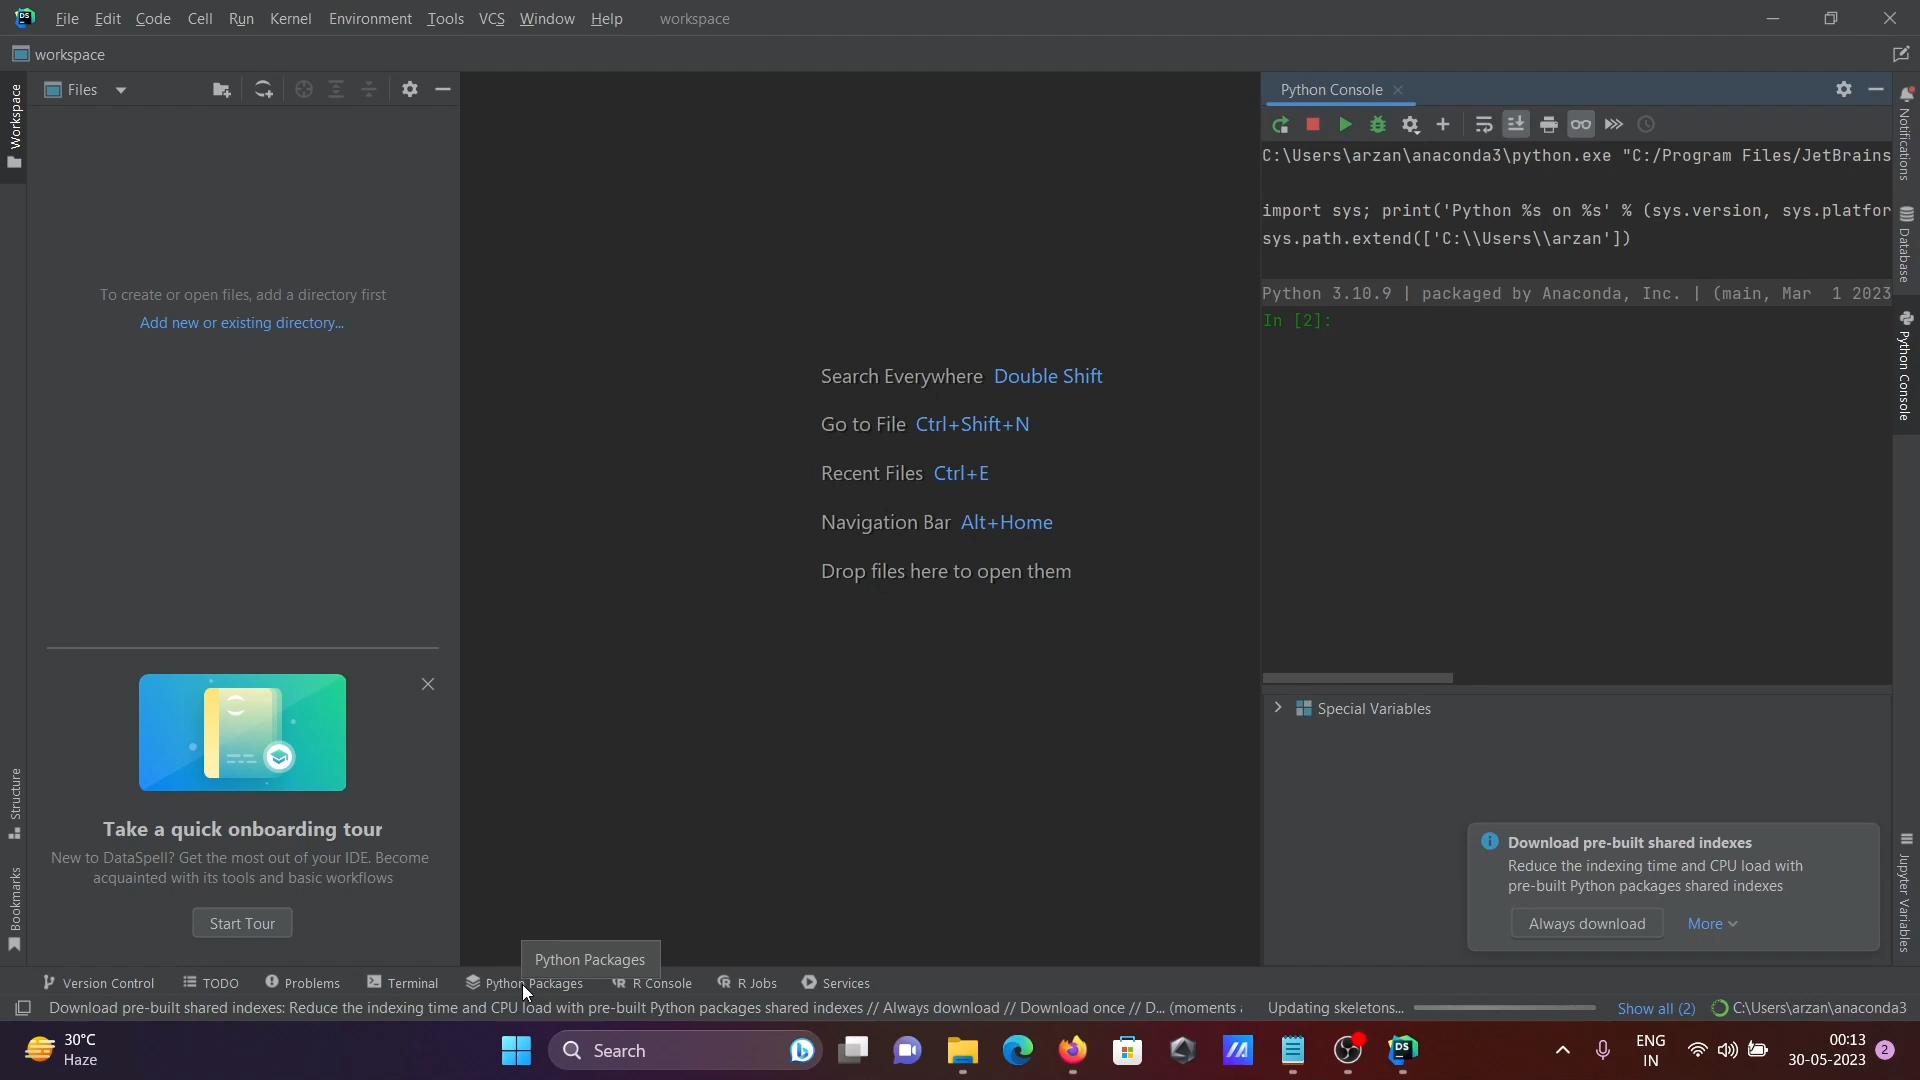 DS File Edit Code Cell Run Kernel Environment Tools VCS Window Help workspace
workspace
Workspace
Files
Python Console
Notifications
C:\Users\arzan\anaconda3\python.exe "C:/Program Files/JetBrains
import sys; print('Python %s on %s' % (sys.version, sys.platfor
sys.path.extend(['C:\\Users\\arzan'])
Database
Python 3.10.9 | packaged by Anaconda, Inc. | (main, Mar 1 2023
In [2]:
Python Console
To create or open files, add a directory first
Add new or existing directory...
Search Everywhere Double Shift
Go to File Ctrl+Shift+N
Recent Files Ctrl+E
Navigation Bar Alt+Home
Drop files here to open them
Special Variables
Structure
Bookmarks
Take a quick onboarding tour
New to DataSpell? Get the most out of your IDE. Become
acquainted with its tools and basic workflows
Start Tour
Download pre-built shared indexes
Reduce the indexing time and CPU load with
pre-built Python packages shared indexes
Always download More
Jupyter Variables
Python Packages
Version Control TODO Problems Terminal Python Packages R Console R Jobs Services
Download pre-built shared indexes: Reduce the indexing time and CPU load with pre-built Python packages shared indexes // Always download // Download once // D... (moments Updating skeletons... Show all (2) C:\Users\arzan\anaconda3
30°C
Haze
Search
DS
ENG
IN
00:13
30-05-2023
2